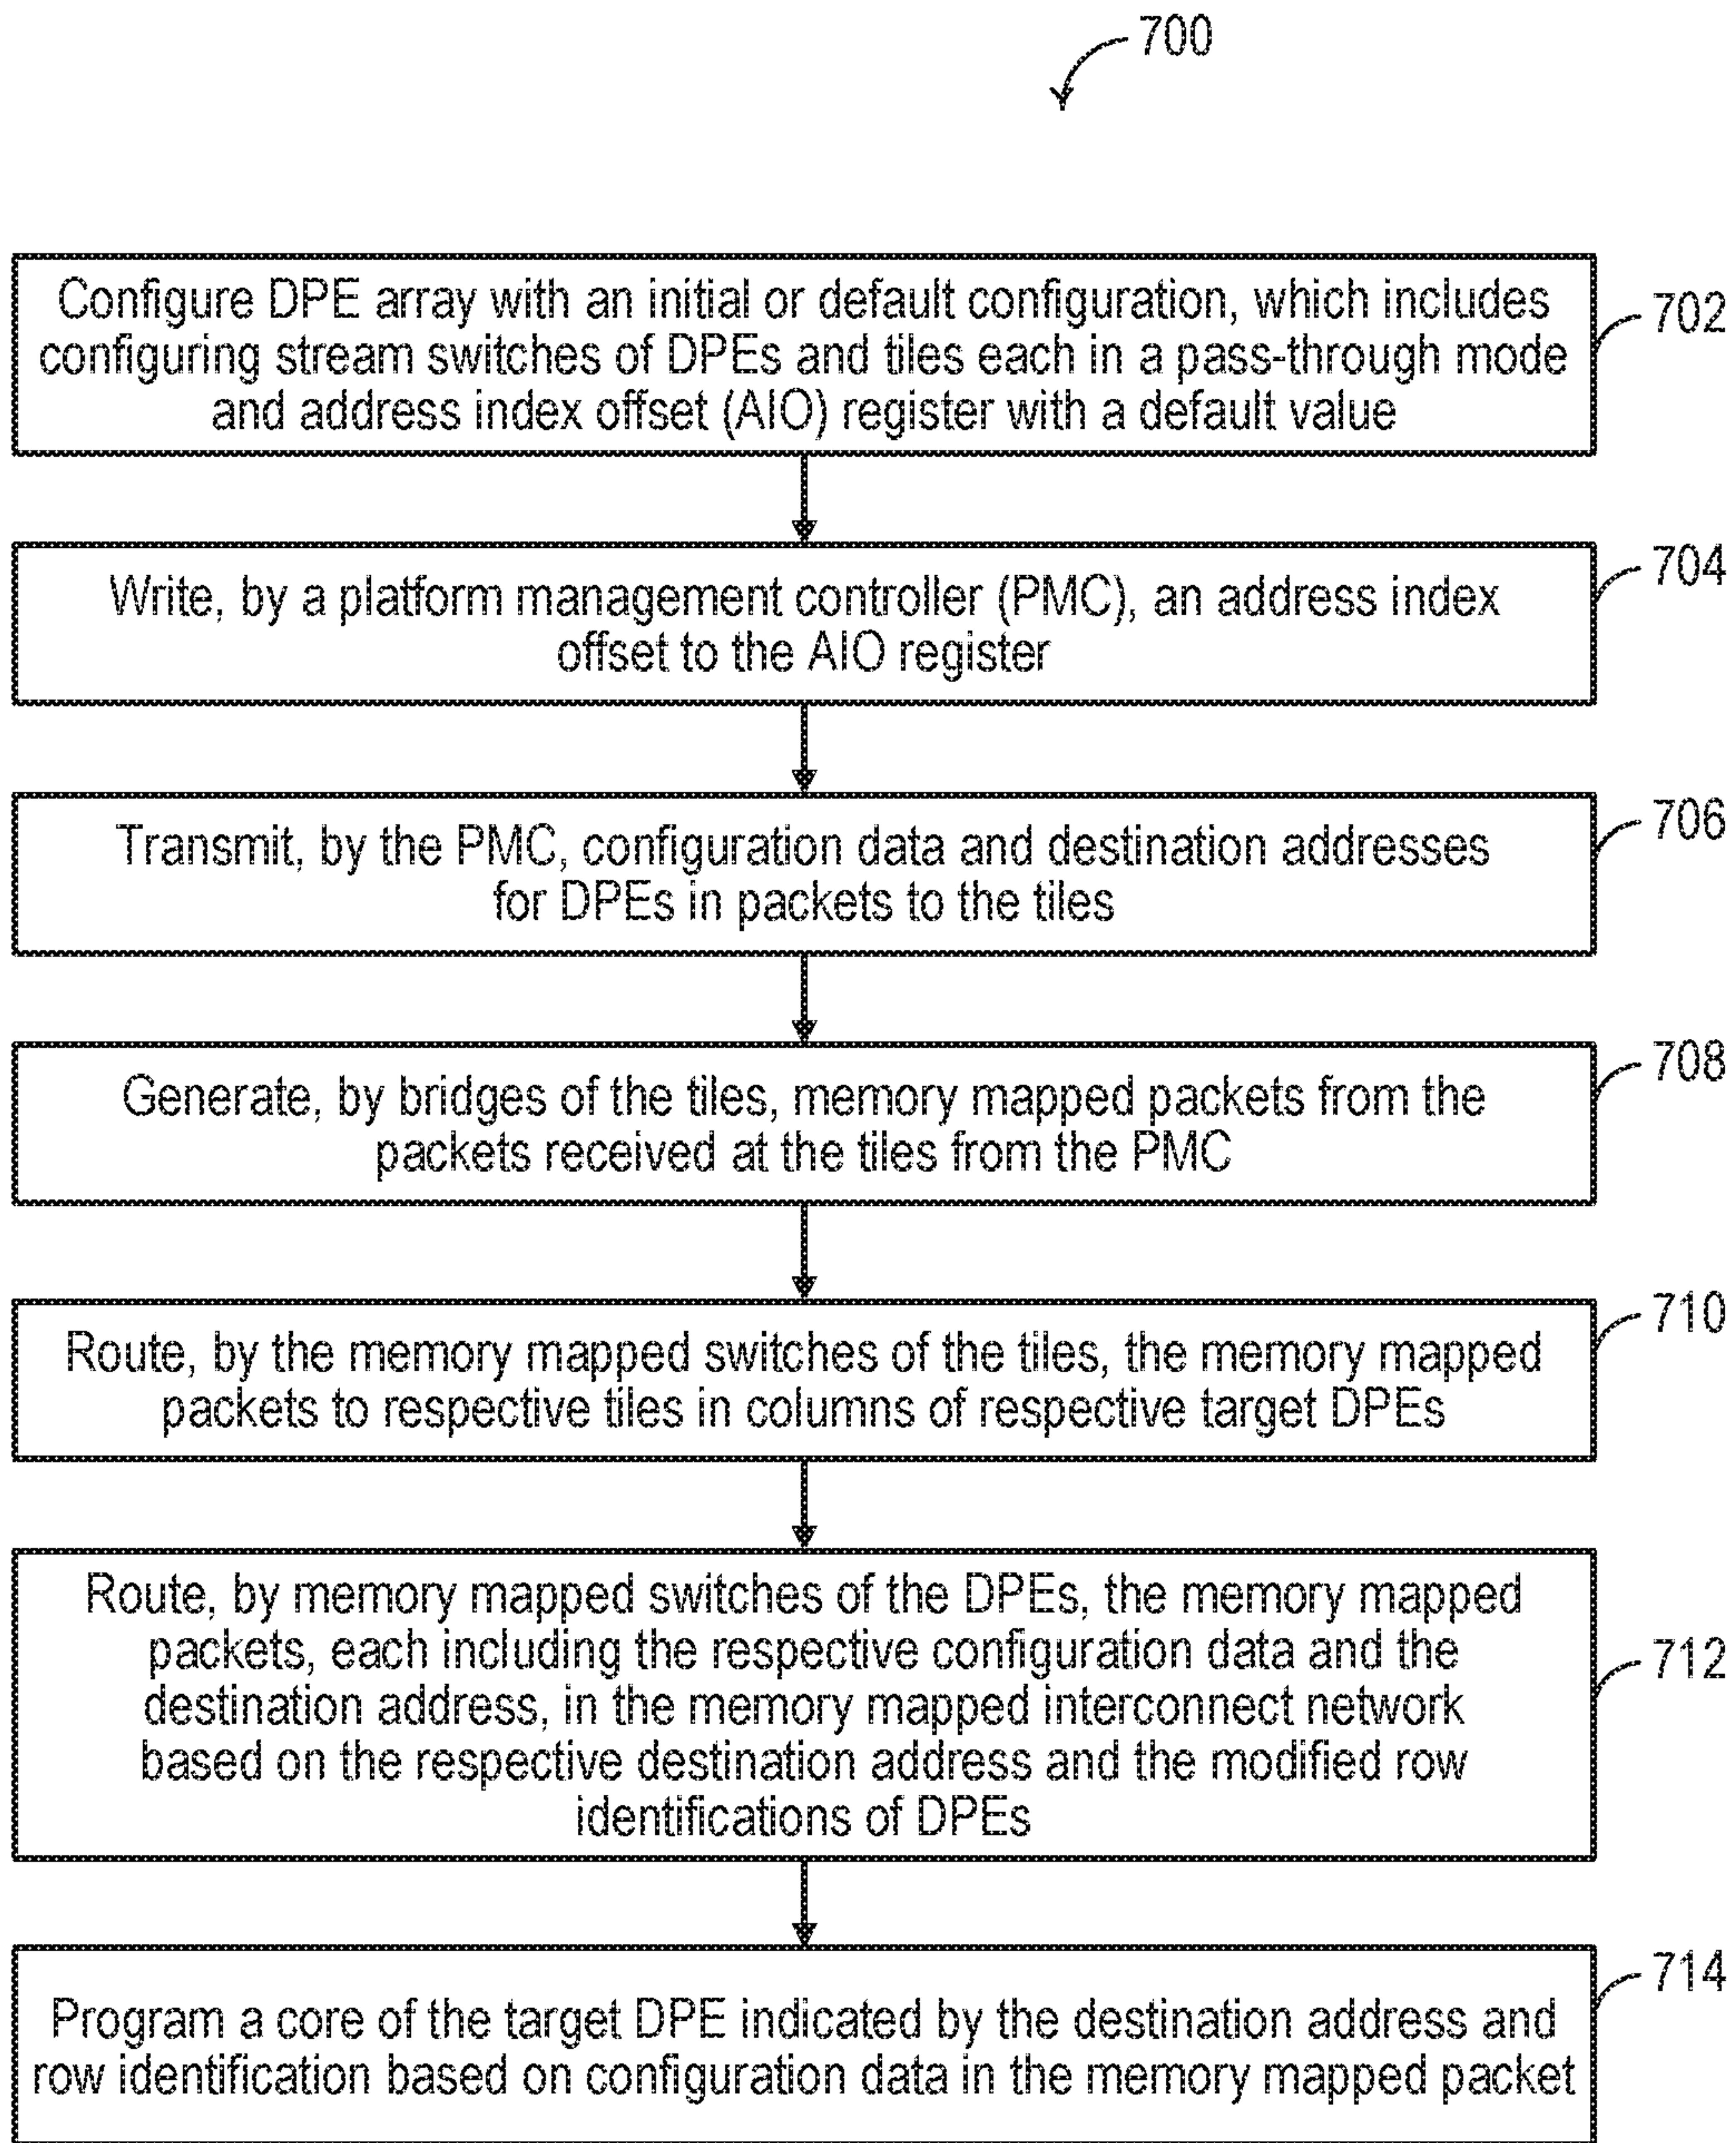 700
Configure DPE array with an initial or default configuration, which includes
configuring stream switches of DPEs and tiles each in a pass-through mode
and address index offset (AIO) register with a default value
702
Write, by a platform management controller (PMC), an address index
offset to the AIO register
704
Transmit, by the PMC, configuration data and destination addresses
for DPEs in packets to the tiles
706
Generate, by bridges of the tiles, memory mapped packets from the
packets received at the tiles from the PMC
708
Route, by the memory mapped switches of the tiles, the memory mapped
packets to respective tiles in columns of respective target DPEs
710
Route, by memory mapped switches of the DPEs, the memory mapped
packets, each including the respective configuration data and the
destination address, in the memory mapped interconnect network
based on the respective destination address and the modified row
identifications of DPEs
712
Program a core of the target DPE indicated by the destination address and
row identification based on configuration data in the memory mapped packet
714